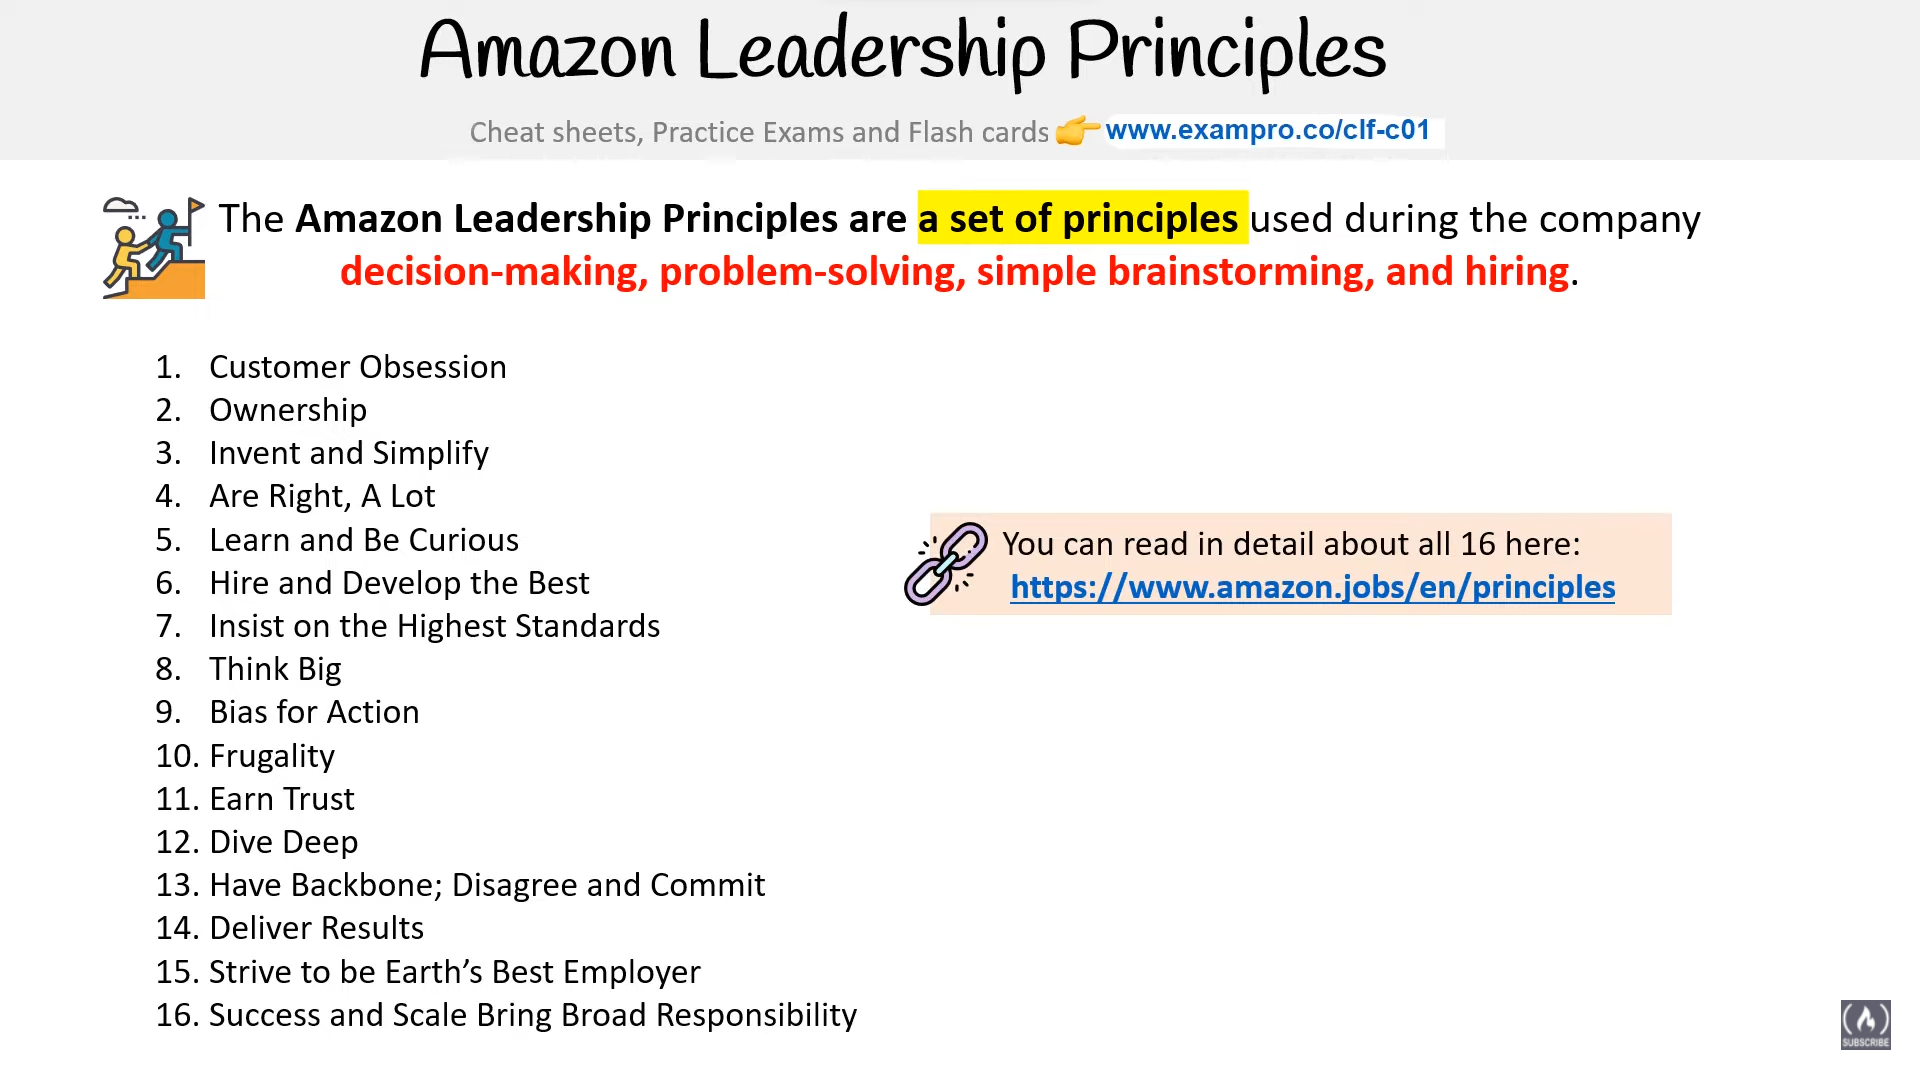 Amazon Leadership Principles
Cheat sheets, Practice Exams and Flash cards 👉 www.exampro.co/clf-c01
The Amazon Leadership Principles are a set of principles used during the company
decision-making, problem-solving, simple brainstorming, and hiring.
1. Customer Obsession
2. Ownership
3. Invent and Simplify
4. Are Right, A Lot
5. Learn and Be Curious
6. Hire and Develop the Best
7. Insist on the Highest Standards
8. Think Big
9. Bias for Action
10. Frugality
11. Earn Trust
12. Dive Deep
13. Have Backbone; Disagree and Commit
14. Deliver Results
15. Strive to be Earth’s Best Employer
16. Success and Scale Bring Broad Responsibility
You can read in detail about all 16 here:
https://www.amazon.jobs/en/principles
SUBSCRIBE